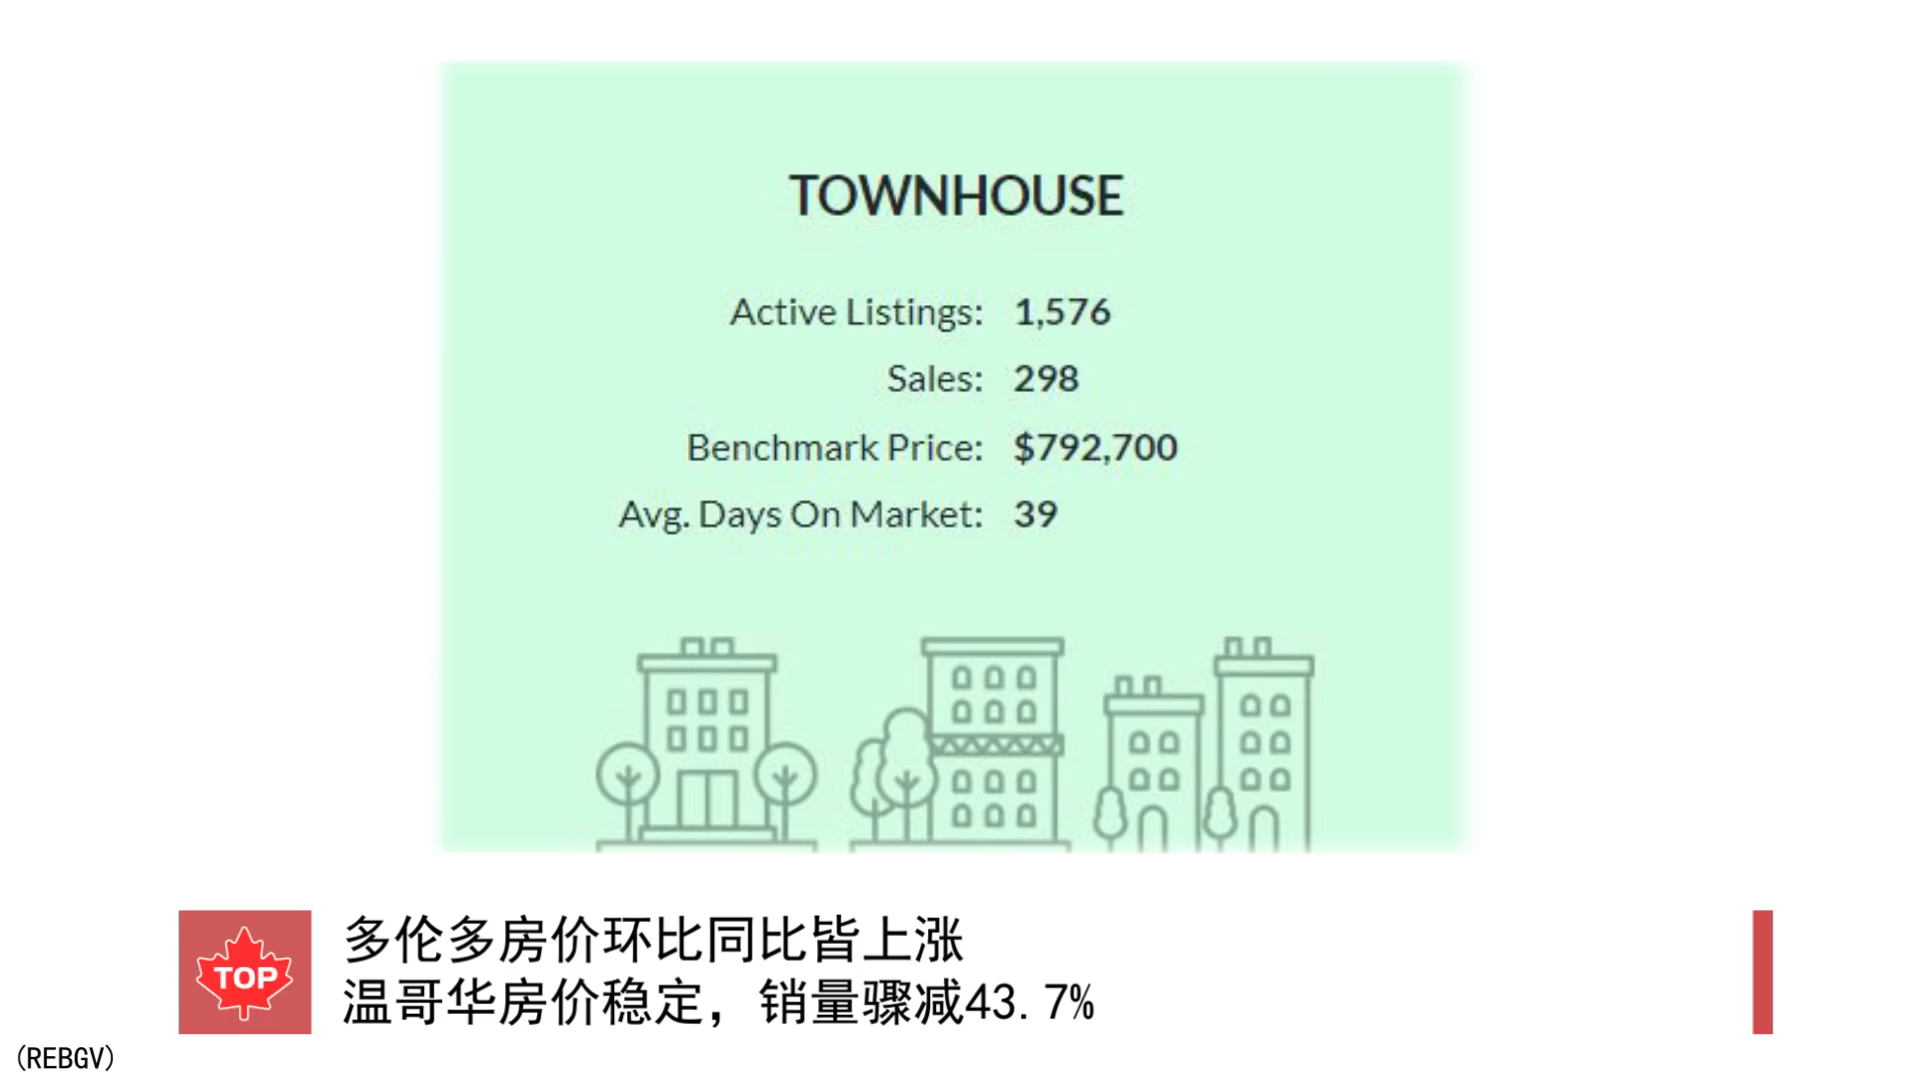 TOWNHOUSE
Active Listings: 1,576
Sales: 298
Benchmark Price: $792,700
Avg. Days On Market: 39
TOP
多伦多房价环比同比皆上涨
温哥华房价稳定，销量骤减43.7%
(REBGV)